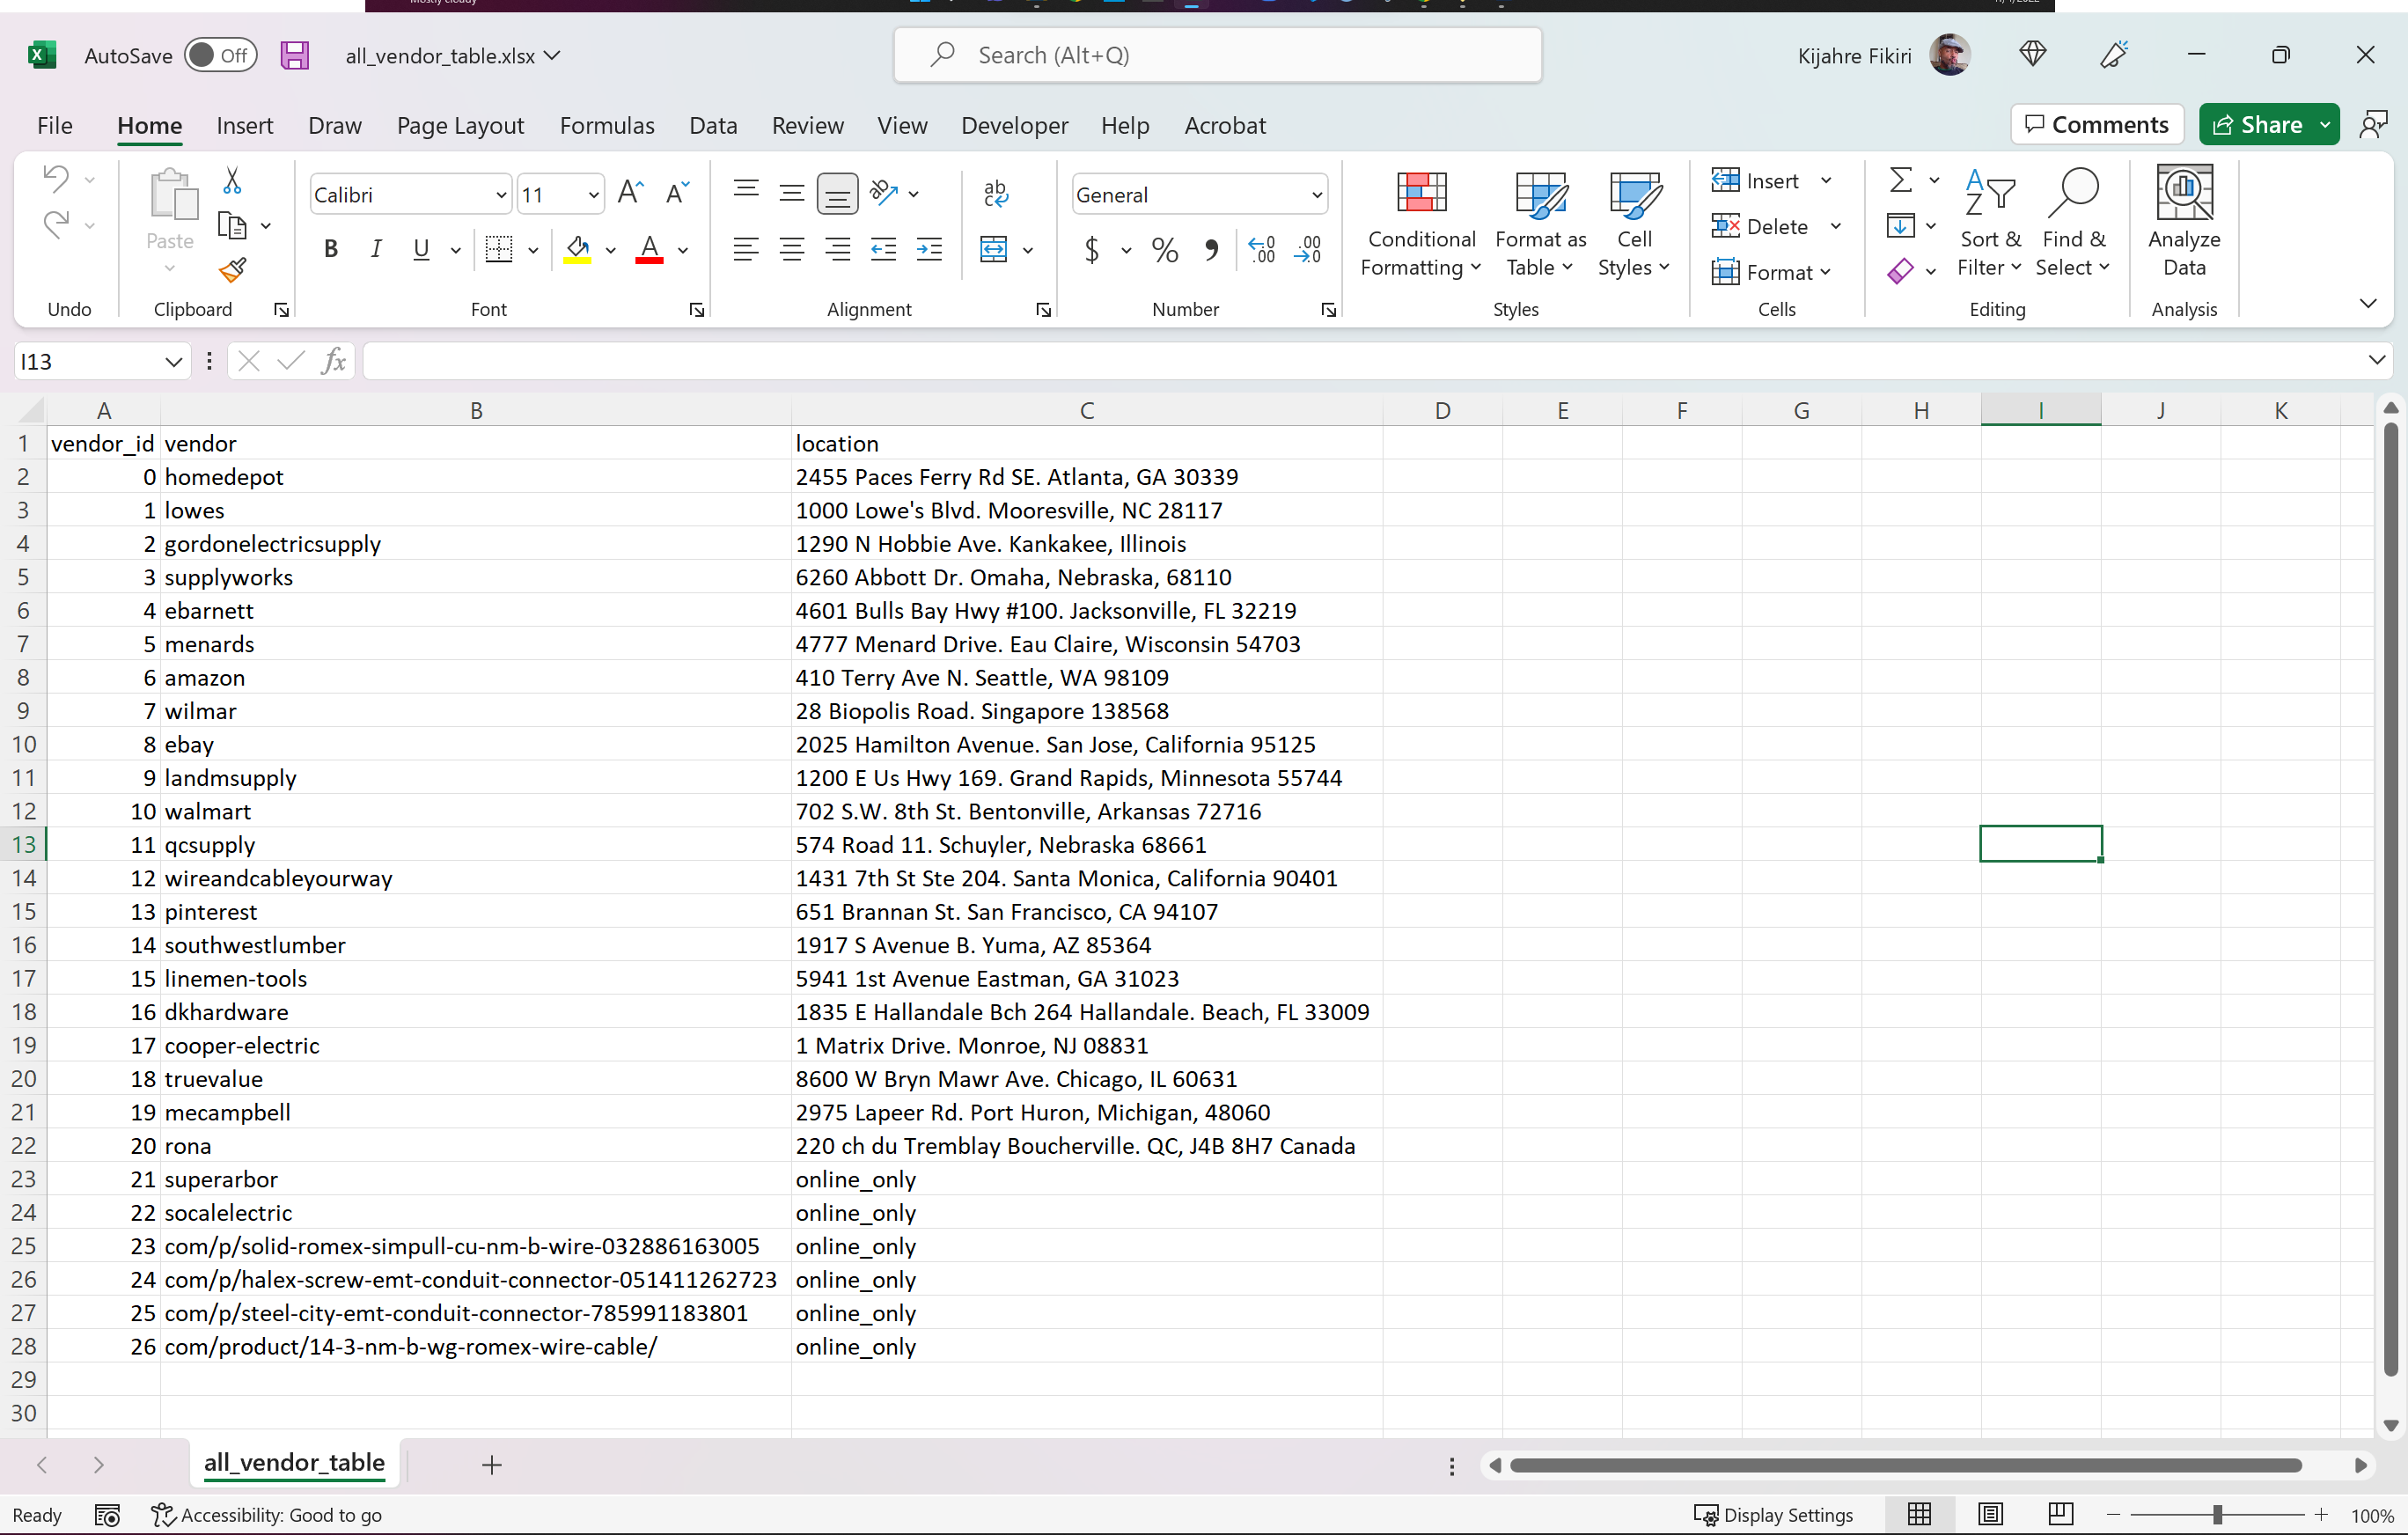 Mostly cloudy
AutoSave Off all_vendor_table.xlsx Search (Alt+Q) Kijahre Fikiri
File Home Insert Draw Page Layout Formulas Data Review View Developer Help Acrobat Comments Share
Paste
Calibri 11 A A
B I U A
ab c
General
$ % , .00 .00
Conditional Formatting
Format as Table
Cell Styles
Insert
Delete
Format
Sort & Filter
Find & Select
Analyze Data
Undo Clipboard Font Alignment Number Styles Cells Editing Analysis
I13 fx
A B C D E F G H I J K
1 vendor_id vendor location
2 0 homedepot 2455 Paces Ferry Rd SE. Atlanta, GA 30339
3 1 lowes 1000 Lowe's Blvd. Mooresville, NC 28117
4 2 gordonelectricsupply 1290 N Hobbie Ave. Kankakee, Illinois
5 3 supplyworks 6260 Abbott Dr. Omaha, Nebraska, 68110
6 4 ebarnett 4601 Bulls Bay Hwy #100. Jacksonville, FL 32219
7 5 menards 4777 Menard Drive. Eau Claire, Wisconsin 54703
8 6 amazon 410 Terry Ave N. Seattle, WA 98109
9 7 wilmar 28 Biopolis Road. Singapore 138568
10 8 ebay 2025 Hamilton Avenue. San Jose, California 95125
11 9 landmsupply 1200 E Us Hwy 169. Grand Rapids, Minnesota 55744
12 10 walmart 702 S.W. 8th St. Bentonville, Arkansas 72716
13 11 qcsupply 574 Road 11. Schuyler, Nebraska 68661
14 12 wireandcableyourway 1431 7th St Ste 204. Santa Monica, California 90401
15 13 pinterest 651 Brannan St. San Francisco, CA 94107
16 14 southwestlumber 1917 S Avenue B. Yuma, AZ 85364
17 15 linemen-tools 5941 1st Avenue Eastman, GA 31023
18 16 dkhardware 1835 E Hallandale Bch 264 Hallandale. Beach, FL 33009
19 17 cooper-electric 1 Matrix Drive. Monroe, NJ 08831
20 18 truevalue 8600 W Bryn Mawr Ave. Chicago, IL 60631
21 19 mecampbell 2975 Lapeer Rd. Port Huron, Michigan, 48060
22 20 rona 220 ch du Tremblay Boucherville. QC, J4B 8H7 Canada
23 21 superarbor online_only
24 22 socalelectric online_only
25 23 com/p/solid-romex-simpull-cu-nm-b-wire-032886163005 online_only
26 24 com/p/halex-screw-emt-conduit-connector-051411262723 online_only
27 25 com/p/steel-city-emt-conduit-connector-785991183801 online_only
28 26 com/product/14-3-nm-b-wg-romex-wire-cable/ online_only
29
30
all_vendor_table
Ready Accessibility: Good to go Display Settings 100%